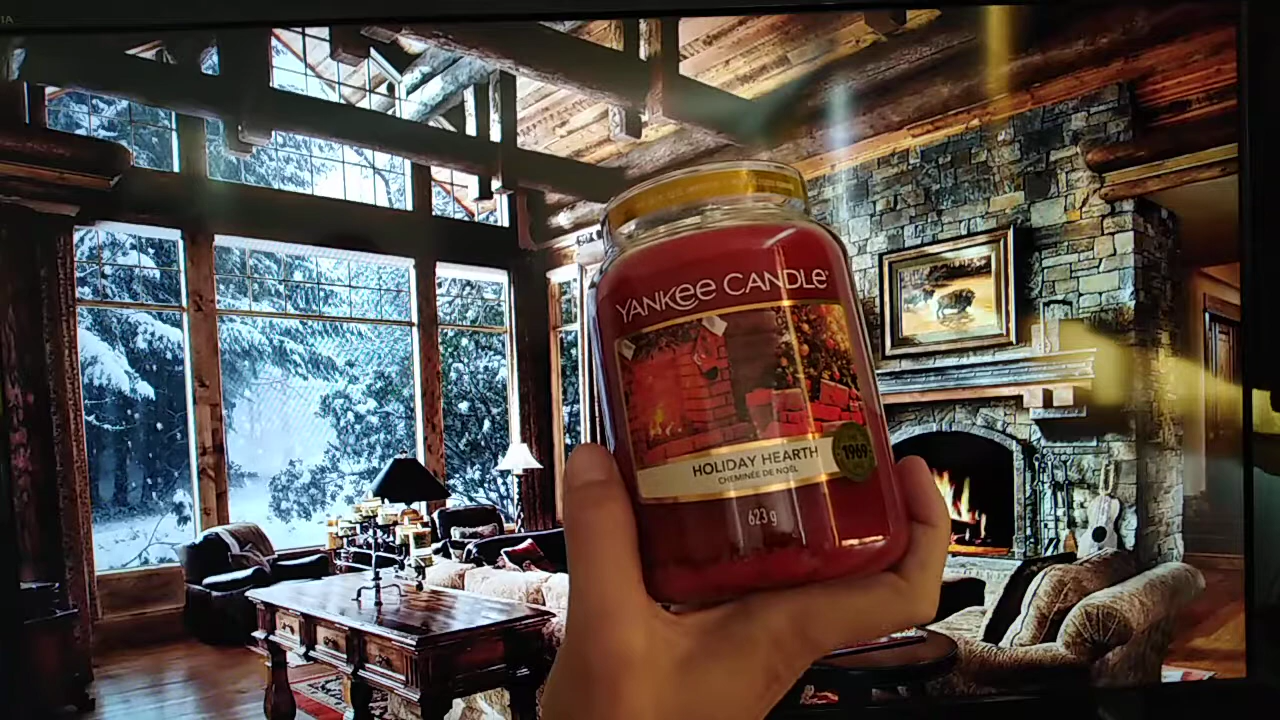 YANKEE CANDLE®
HOLIDAY HEARTH
CHEMINÉE DE NOËL
1969
623 g